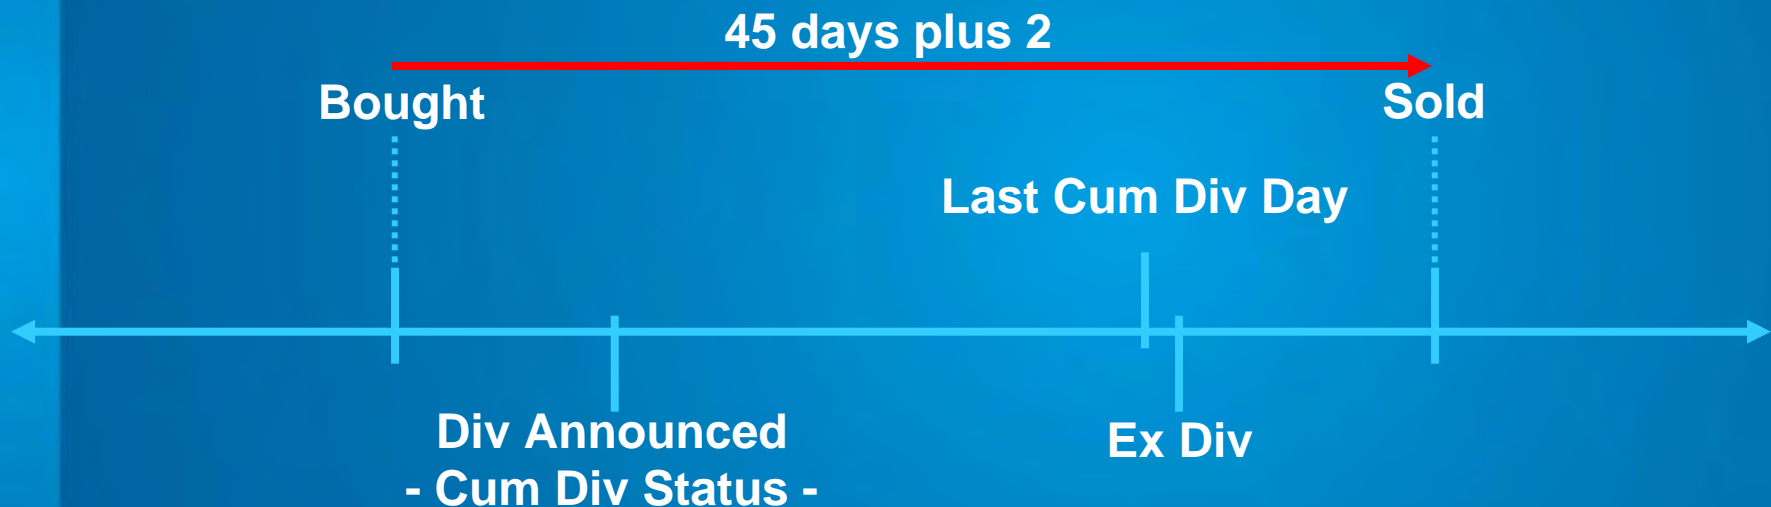 45 days plus 2
Bought
Sold
Last Cum Div Day
Div Announced
- Cum Div Status -
Ex Div